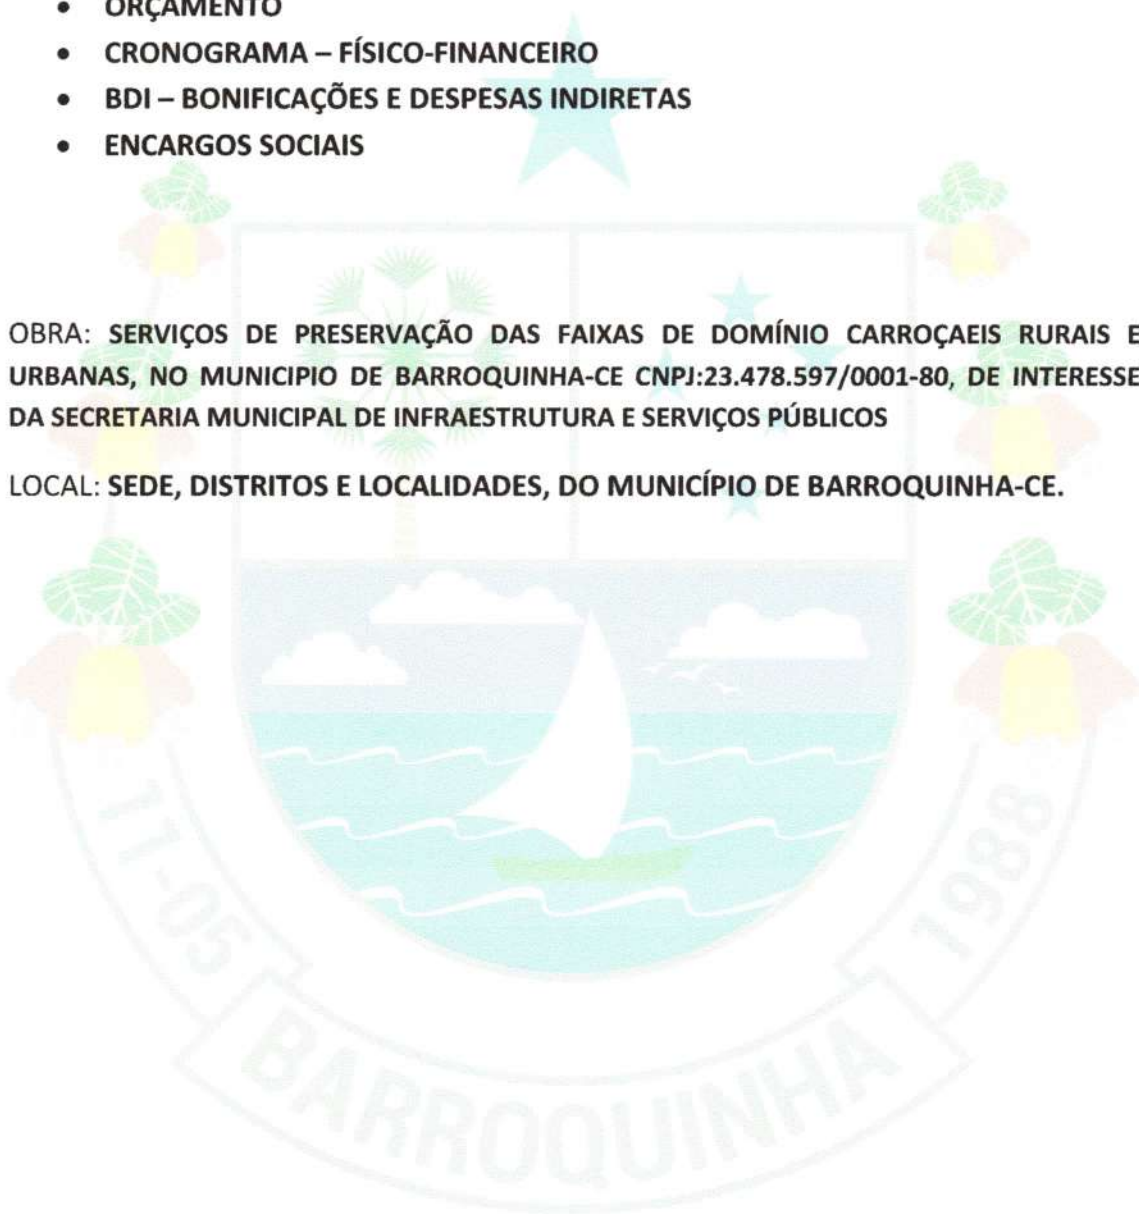 • ORÇAMENTO
• CRONOGRAMA – FÍSICO-FINANCEIRO
• BDI – BONIFICAÇÕES E DESPESAS INDIRETAS
• ENCARGOS SOCIAIS
OBRA: SERVIÇOS DE PRESERVAÇÃO DAS FAIXAS DE DOMÍNIO CARROÇAEIS RURAIS E
URBANAS, NO MUNICIPIO DE BARROQUINHA-CE CNPJ:23.478.597/0001-80, DE INTERESSE
DA SECRETARIA MUNICIPAL DE INFRAESTRUTURA E SERVIÇOS PÚBLICOS
LOCAL: SEDE, DISTRITOS E LOCALIDADES, DO MUNICÍPIO DE BARROQUINHA-CE.
11-05 BARROQUINHA 1988